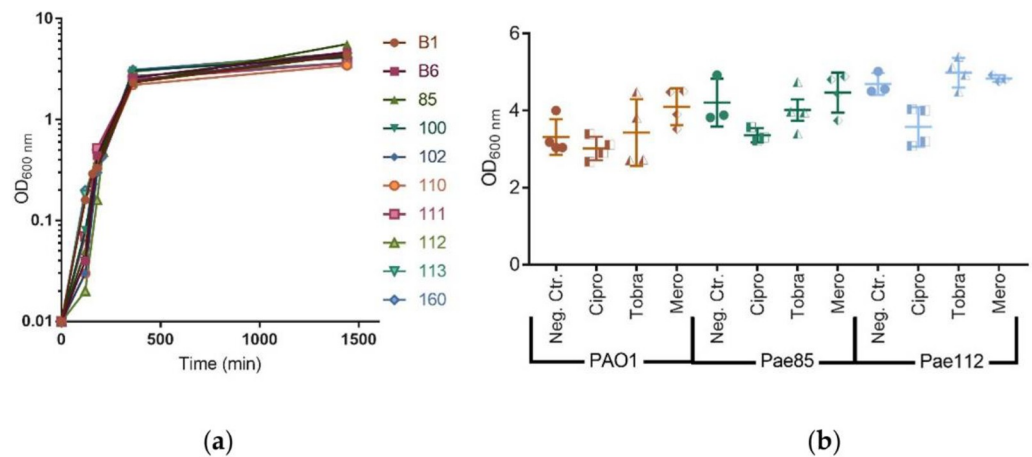 10
1
0.1
0.01
OD600 nm
0
500
1000
1500
Time (min)
B1
B6
85
100
102
110
111
112
113
160
(a)
6
4
2
0
OD600 nm
Neg. Ctr.
Cipro
Tobra
Mero
Neg. Ctr.
Cipro
Tobra
Mero
Neg. Ctr.
Cipro
Tobra
Mero
PAO1
Pae85
Pae112
(b)